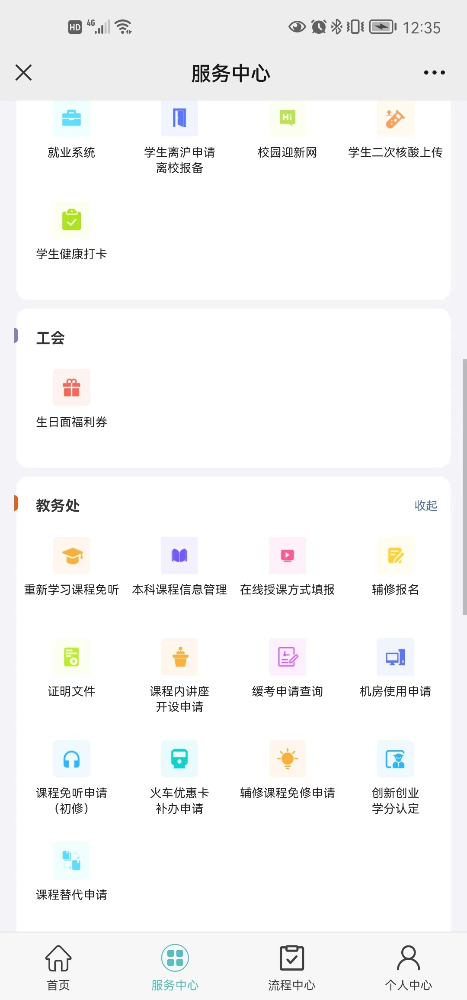 HD 4G 12:35
服务中心
Hi
就业系统 学生离沪申请 校园迎新网 学生二次核酸上传
离校报备
学生健康打卡
工会
生日面福利券
教务处 收起
重新学习课程免听 本科课程信息管理 在线授课方式填报 辅修报名
证明文件 课程内讲座 缓考申请查询 机房使用申请
开设申请
课程免听申请 火车优惠卡 辅修课程免修申请 创新创业
（初修） 补办申请 学分认定
课程替代申请
首页 服务中心 流程中心 个人中心